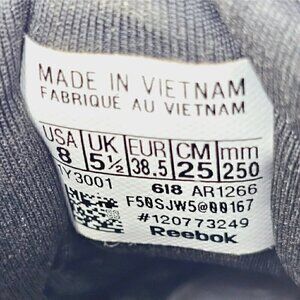 MADE IN VIETNAM
FABRIQUÉ AU VIETNAM
USA UK EUR CM mm
8 5½ 38.5 25 250
Y3001 618 AR1266
F50SJW5@00167
#120773249
Reebok